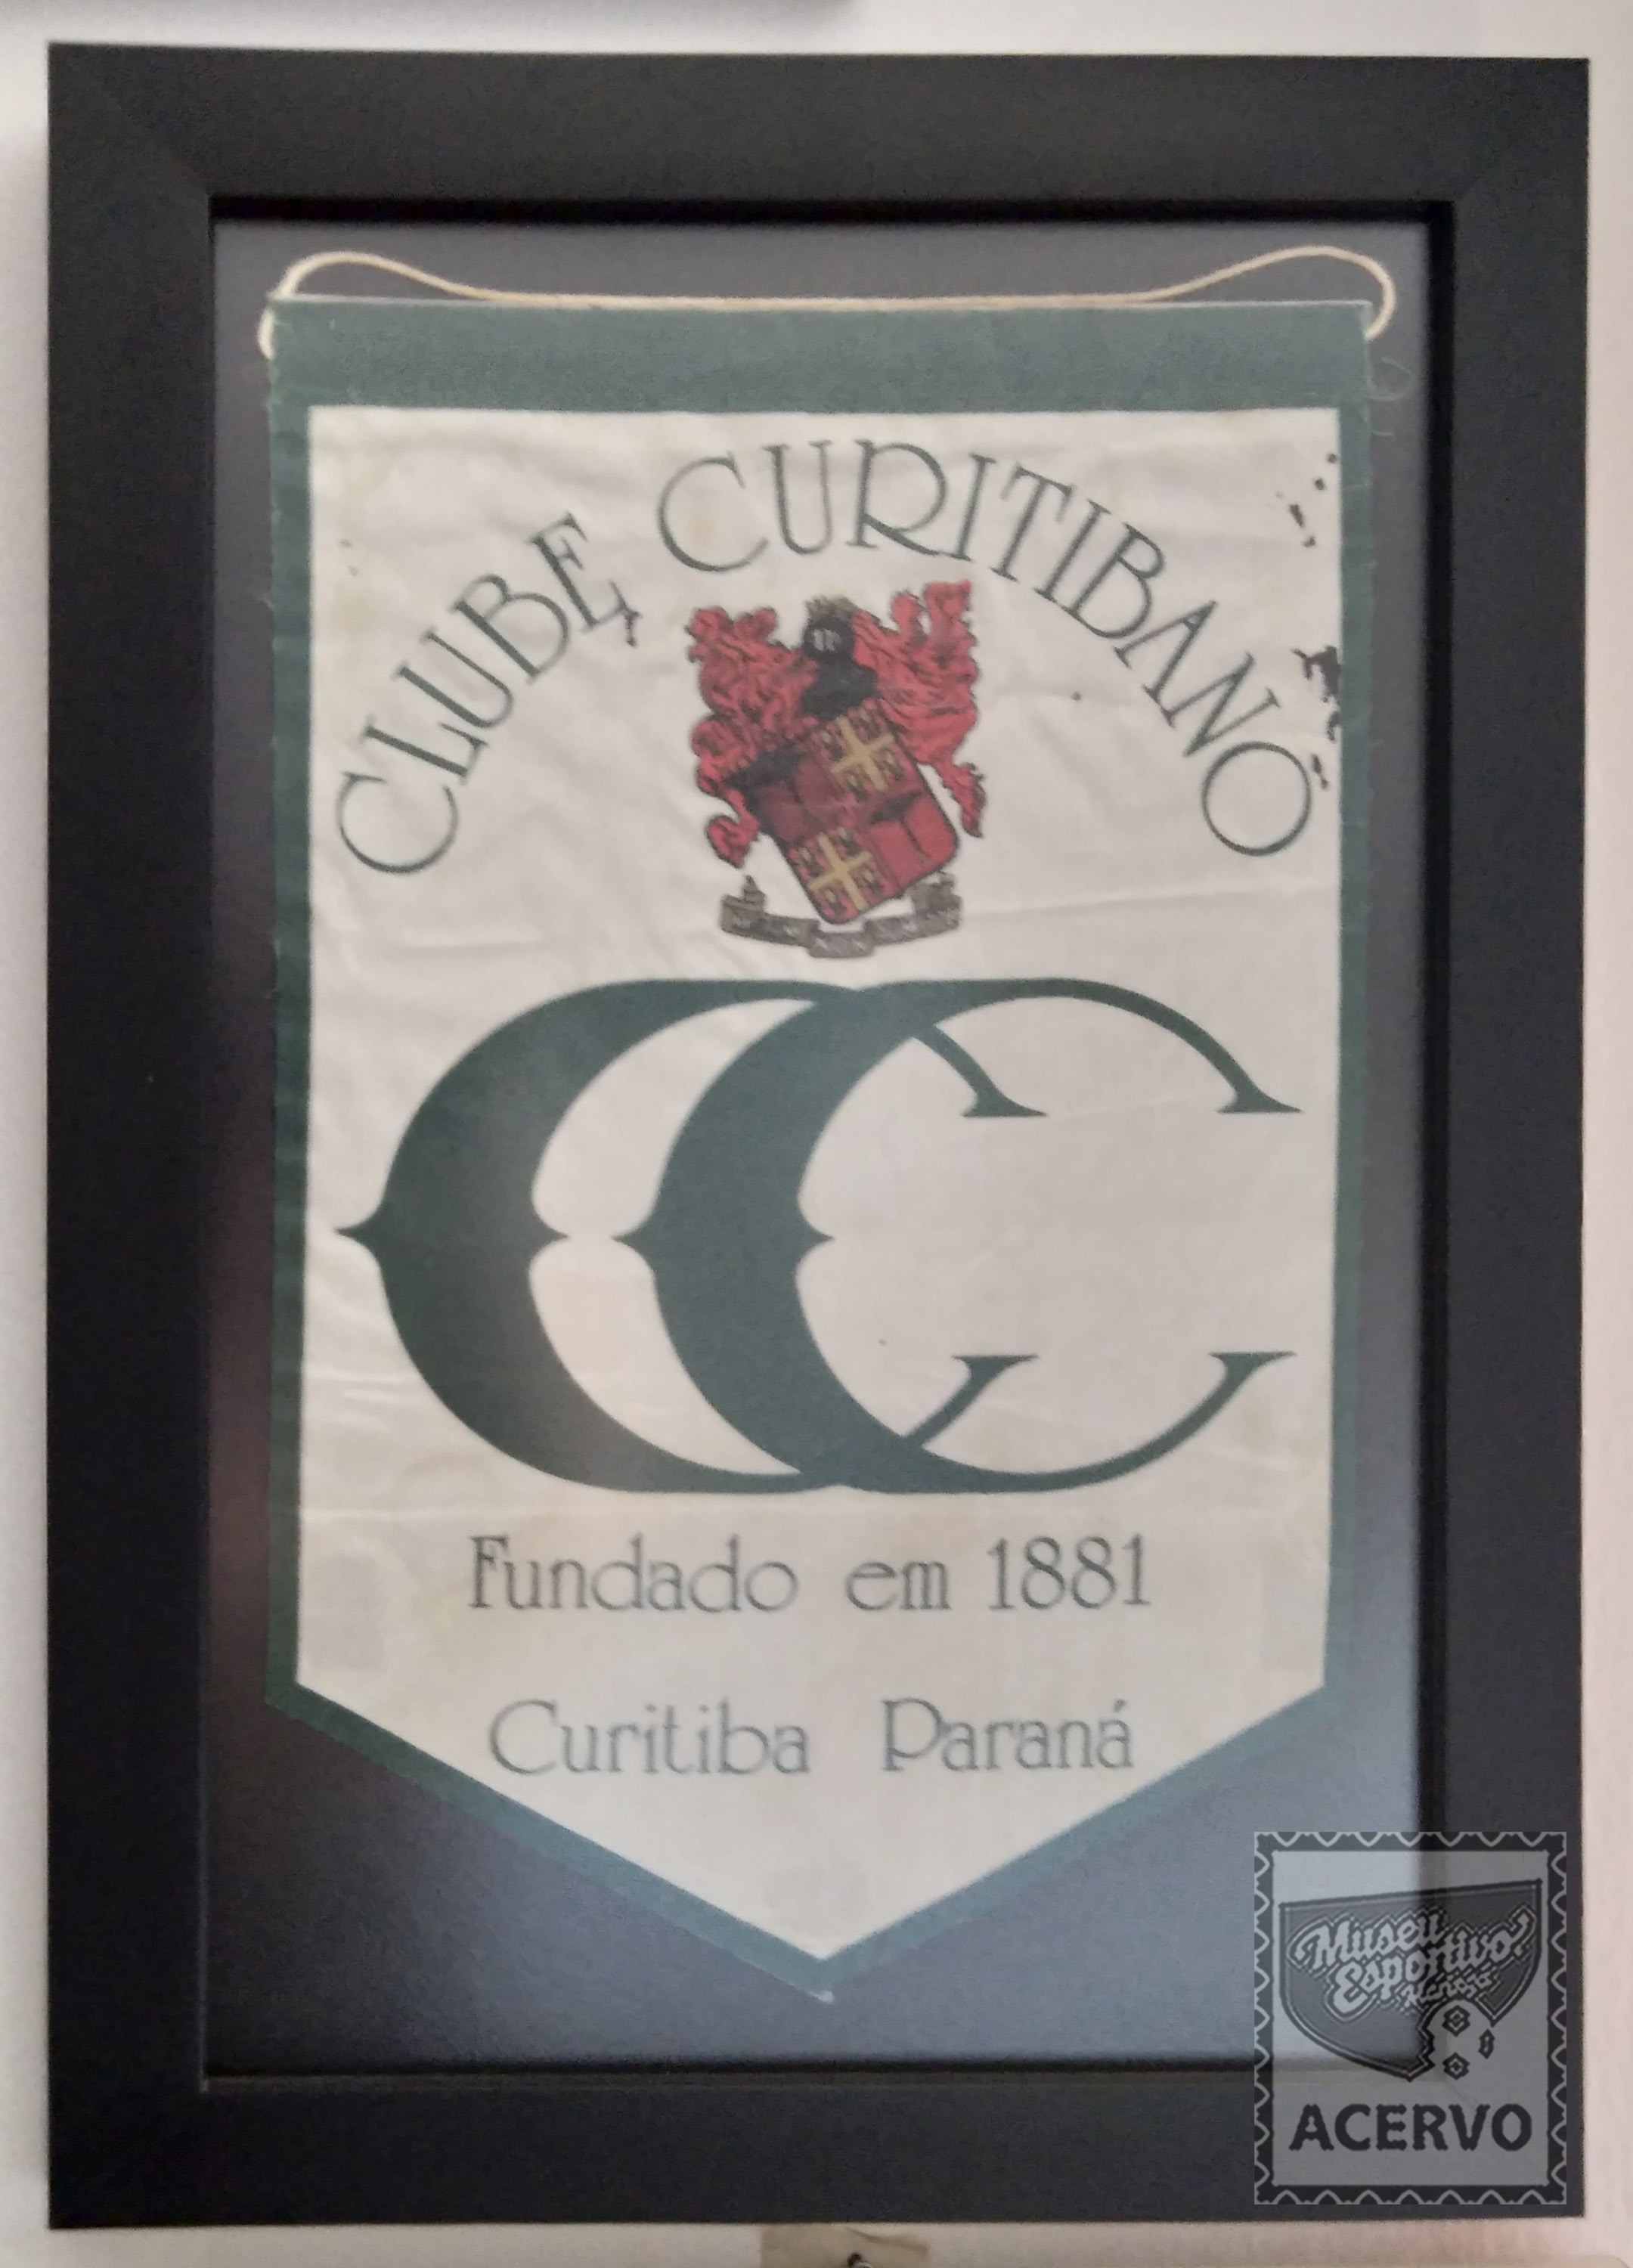 CLUBE CURITIBANO
CC
Fundado em 1881
Curitiba Paraná
Museu
Esportivo
ACERVO